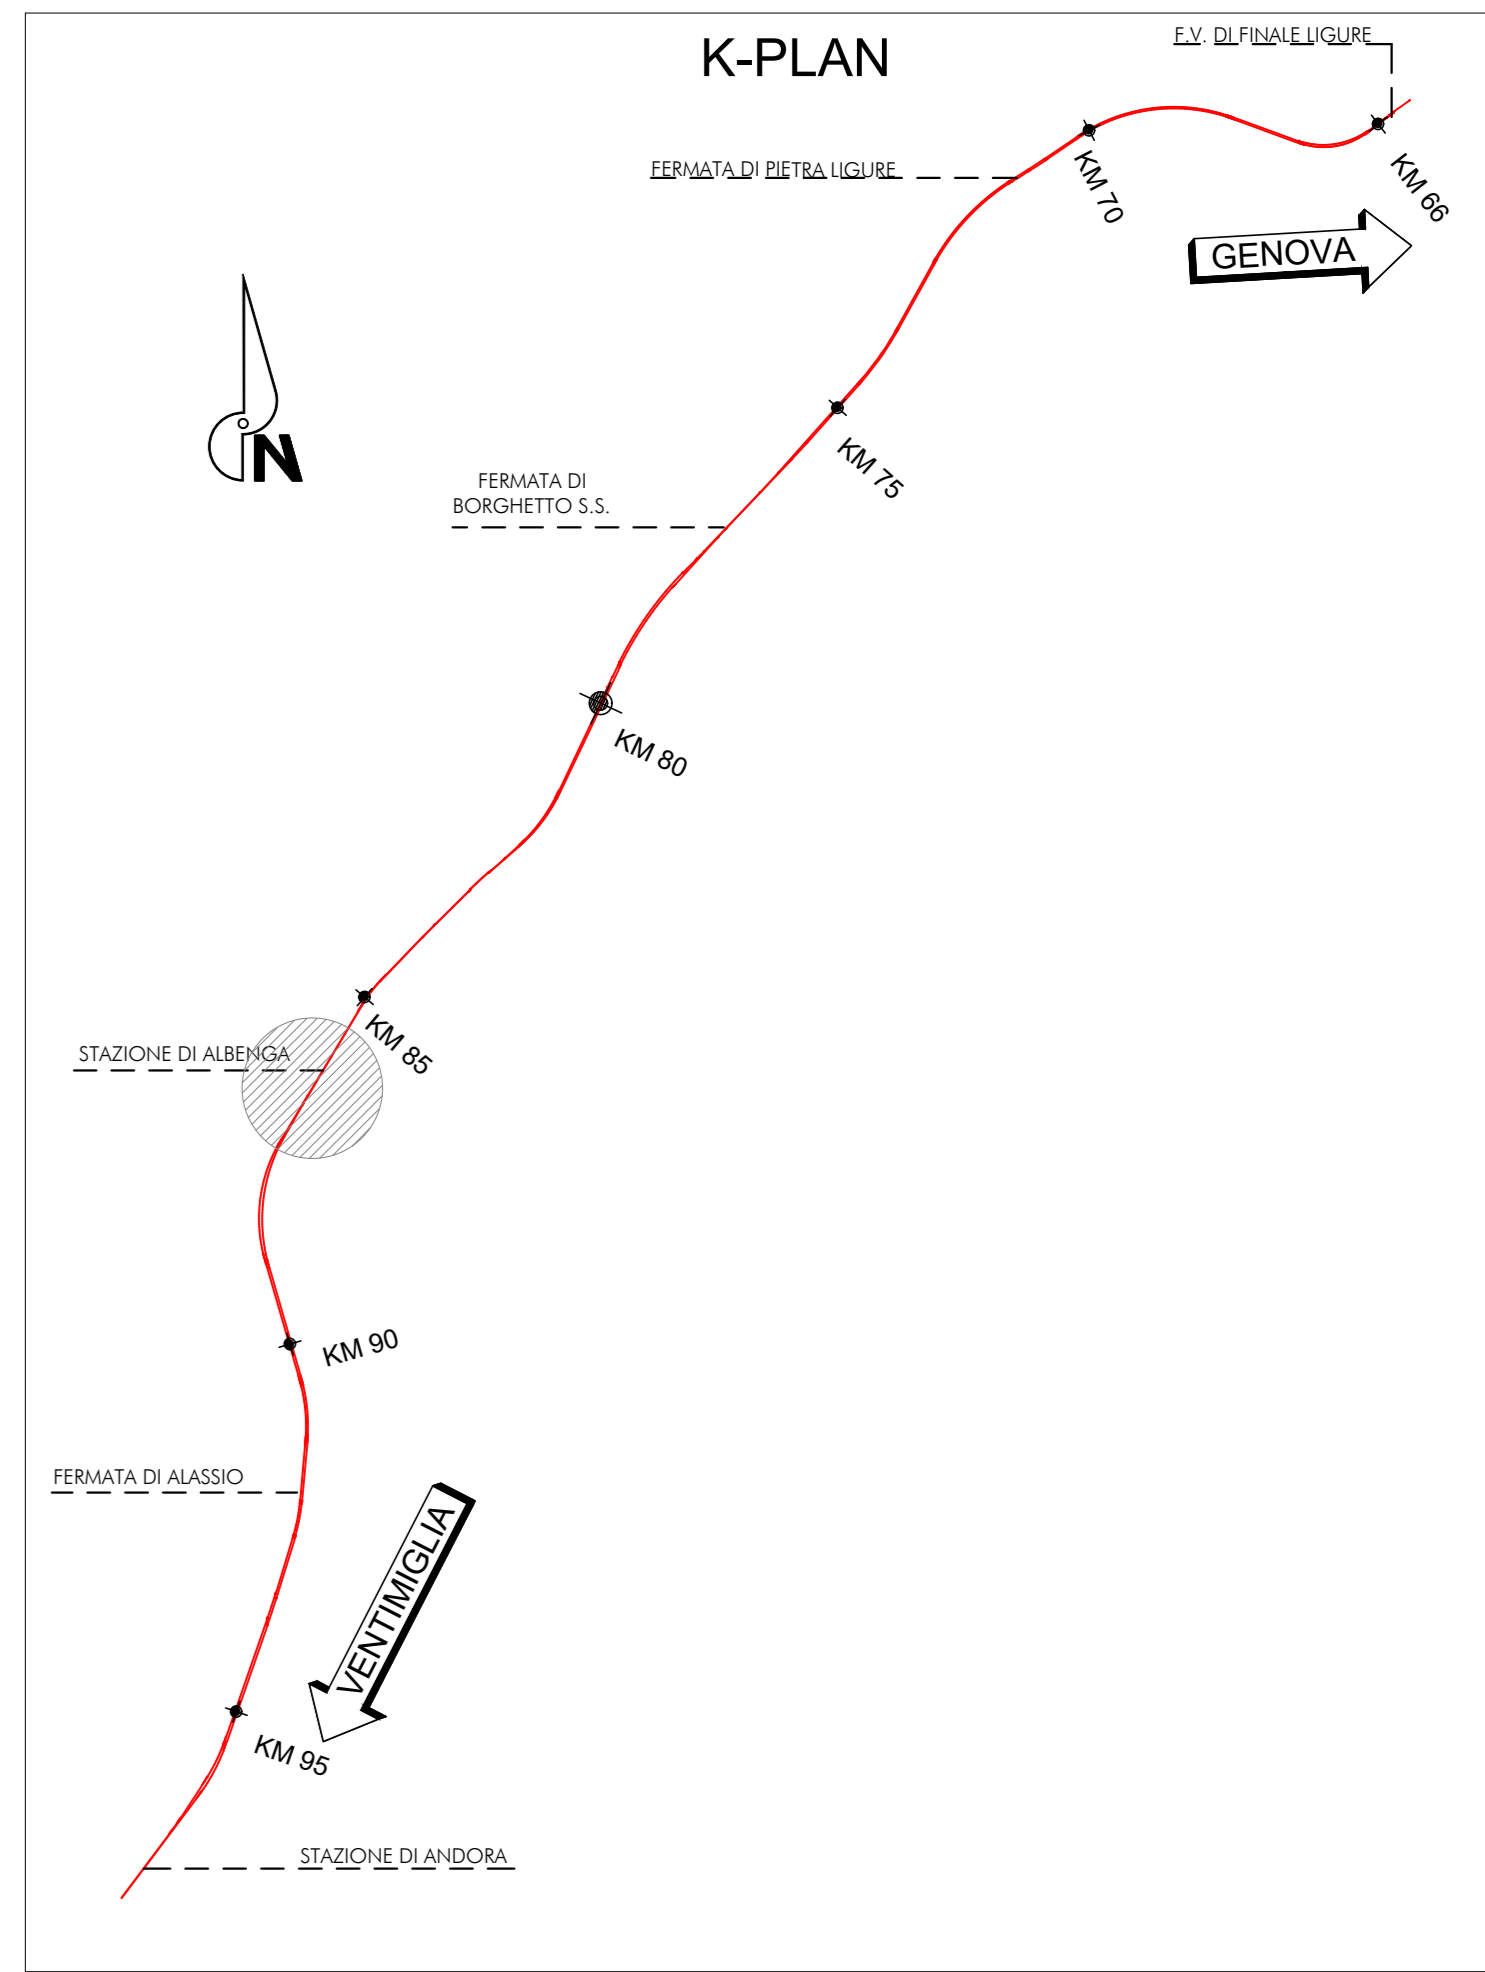 K-PLAN
F.V. DI FINALE LIGURE
FERMATA DI PIETRA LIGURE
KM 70
KM 66
GENOVA
N
KM 75
FERMATA DI
BORGHETTO S.S.
KM 80
STAZIONE DI ALBENGA
KM 85
KM 90
FERMATA DI ALASSIO
VENTIMIGLIA
KM 95
STAZIONE DI ANDORA